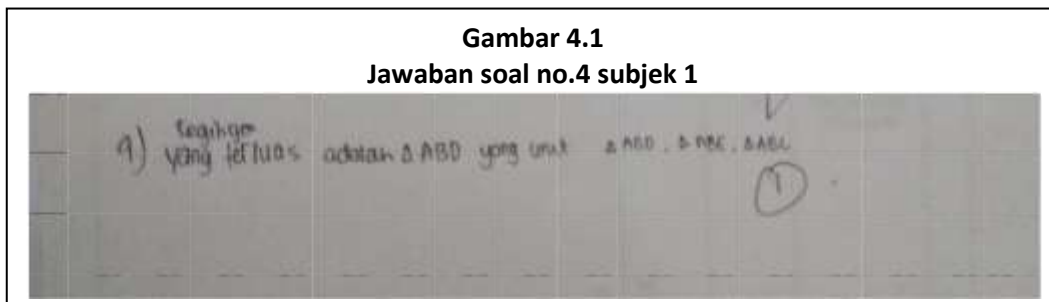 Gambar 4.1
Jawaban soal no.4 subjek 1
segitiga
4) yang terluas adalah Δ ABD yang urut Δ ABD, Δ ABE, Δ ABC
1